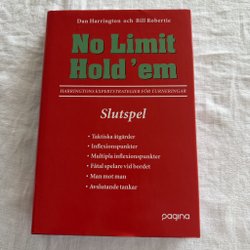 Dan Harrington och Bill Robertie
No Limit
Hold 'em
HARRINGTONS EXPERTSTRATEGIER FÖR TURNERINGAR
Slutspel
• Taktiska åtgärder
• Inflexionspunkter
• Multipla inflexionspunkter
• Fåtal spelare vid bordet
• Man mot man
• Avslutande tankar
pagina